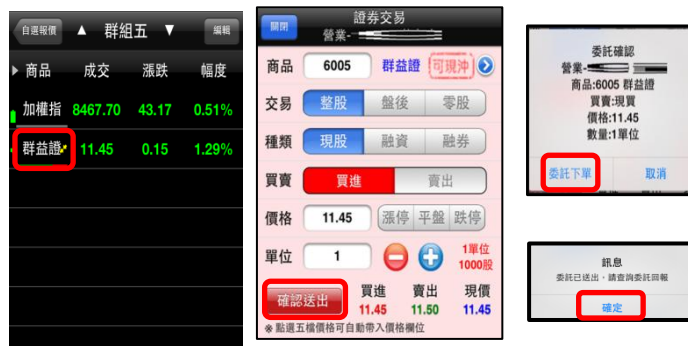 自選報價 ▲ 群組五 ▼ 編輯
商品 成交 漲跌 幅度
加權指 8467.70 43.17 0.51%
群益證 11.45 0.15 1.29%
關閉 證券交易
營業-
商品 6005 群益證 可現沖
交易 整股 盤後 零股
種類 現股 融資 融券
買賣 買進 賣出
價格 11.45 漲停 平盤 跌停
單位 1 1單位
1000股
確認送出 買進 賣出 現價
11.45 11.50 11.45
※ 點選五檔價格可自動帶入價格欄位
委託確認
營業-
商品:6005 群益證
買賣:現買
價格:11.45
數量:1單位
委託下單 取消
訊息
委託已送出，請查詢委託回報
確定